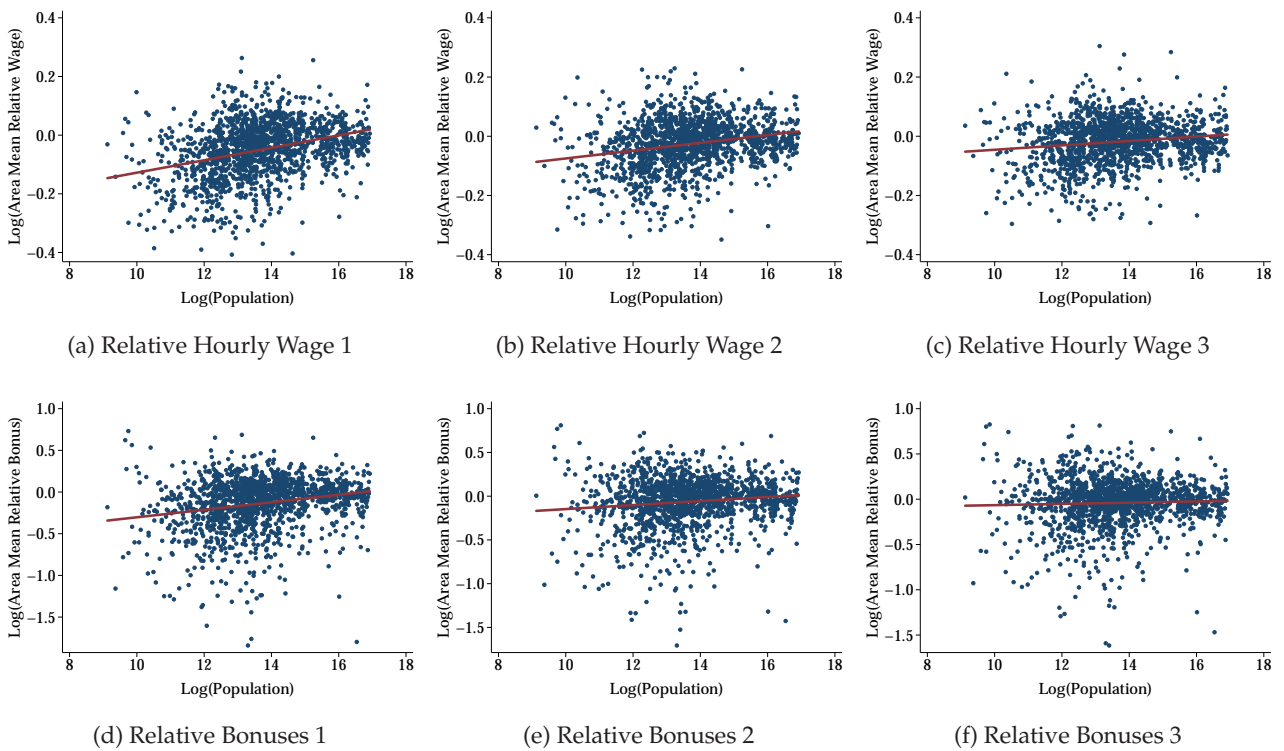 0.4
0.2
0.0
−0.2
−0.4
Log(Area Mean Relative Wage)
8 10 12 14 16 18
Log(Population)
(a) Relative Hourly Wage 1
0.4
0.2
0.0
−0.2
−0.4
Log(Area Mean Relative Wage)
8 10 12 14 16 18
Log(Population)
(b) Relative Hourly Wage 2
0.4
0.2
0.0
−0.2
−0.4
Log(Area Mean Relative Wage)
8 10 12 14 16 18
Log(Population)
(c) Relative Hourly Wage 3
1.0
0.5
0.0
−0.5
−1.0
−1.5
Log(Area Mean Relative Bonus)
8 10 12 14 16 18
Log(Population)
(d) Relative Bonuses 1
1.0
0.5
0.0
−0.5
−1.0
−1.5
Log(Area Mean Relative Bonus)
8 10 12 14 16 18
Log(Population)
(e) Relative Bonuses 2
1.0
0.5
0.0
−0.5
−1.0
−1.5
Log(Area Mean Relative Bonus)
8 10 12 14 16 18
Log(Population)
(f) Relative Bonuses 3